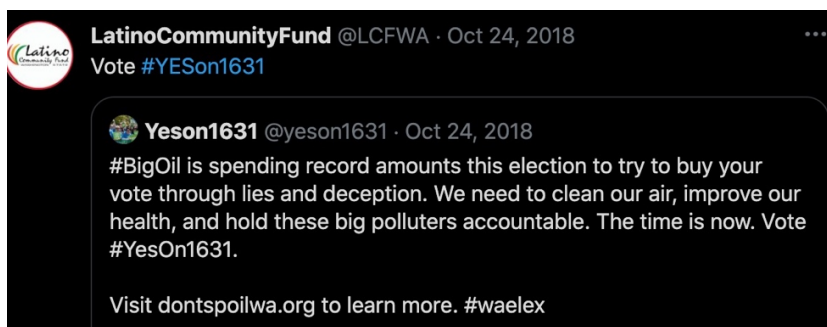 LatinoCommunityFund @LCFWA · Oct 24, 2018
Latino
Community Fund
Vote #YESon1631
Yeson1631 @yeson1631 · Oct 24, 2018
#BigOil is spending record amounts this election to try to buy your
vote through lies and deception. We need to clean our air, improve our
health, and hold these big polluters accountable. The time is now. Vote
#YesOn1631.
Visit dontspoilwa.org to learn more. #waelex